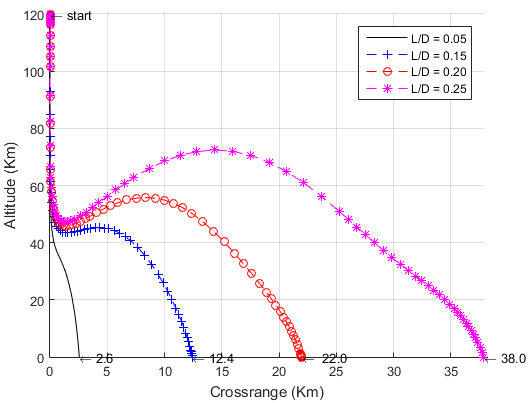 120
start
L/D = 0.05
L/D = 0.15
L/D = 0.20
L/D = 0.25
100
80
60
40
20
0
Altitude (Km)
2.6
12.4
22.0
38.0
0 5 10 15 20 25 30 35
Crossrange (Km)